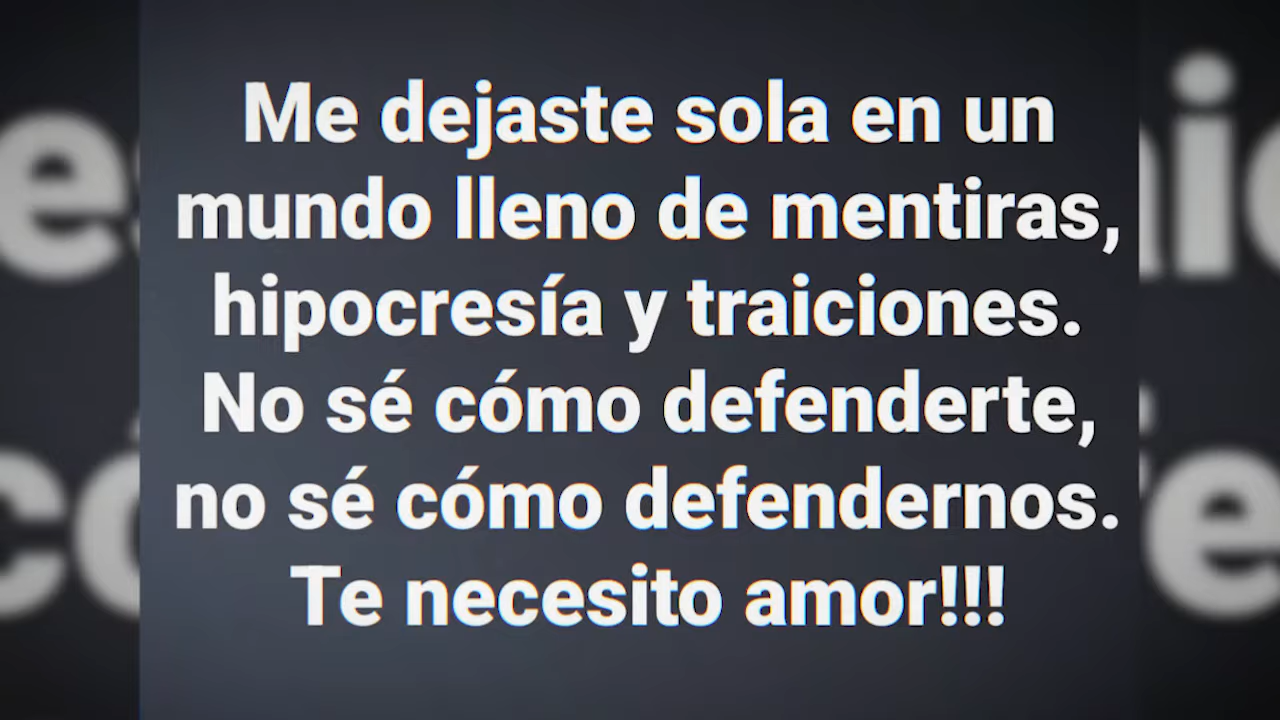 Me dejaste sola en un
mundo lleno de mentiras,
hipocresía y traiciones.
No sé cómo defenderte,
no sé cómo defendernos.
Te necesito amor!!!